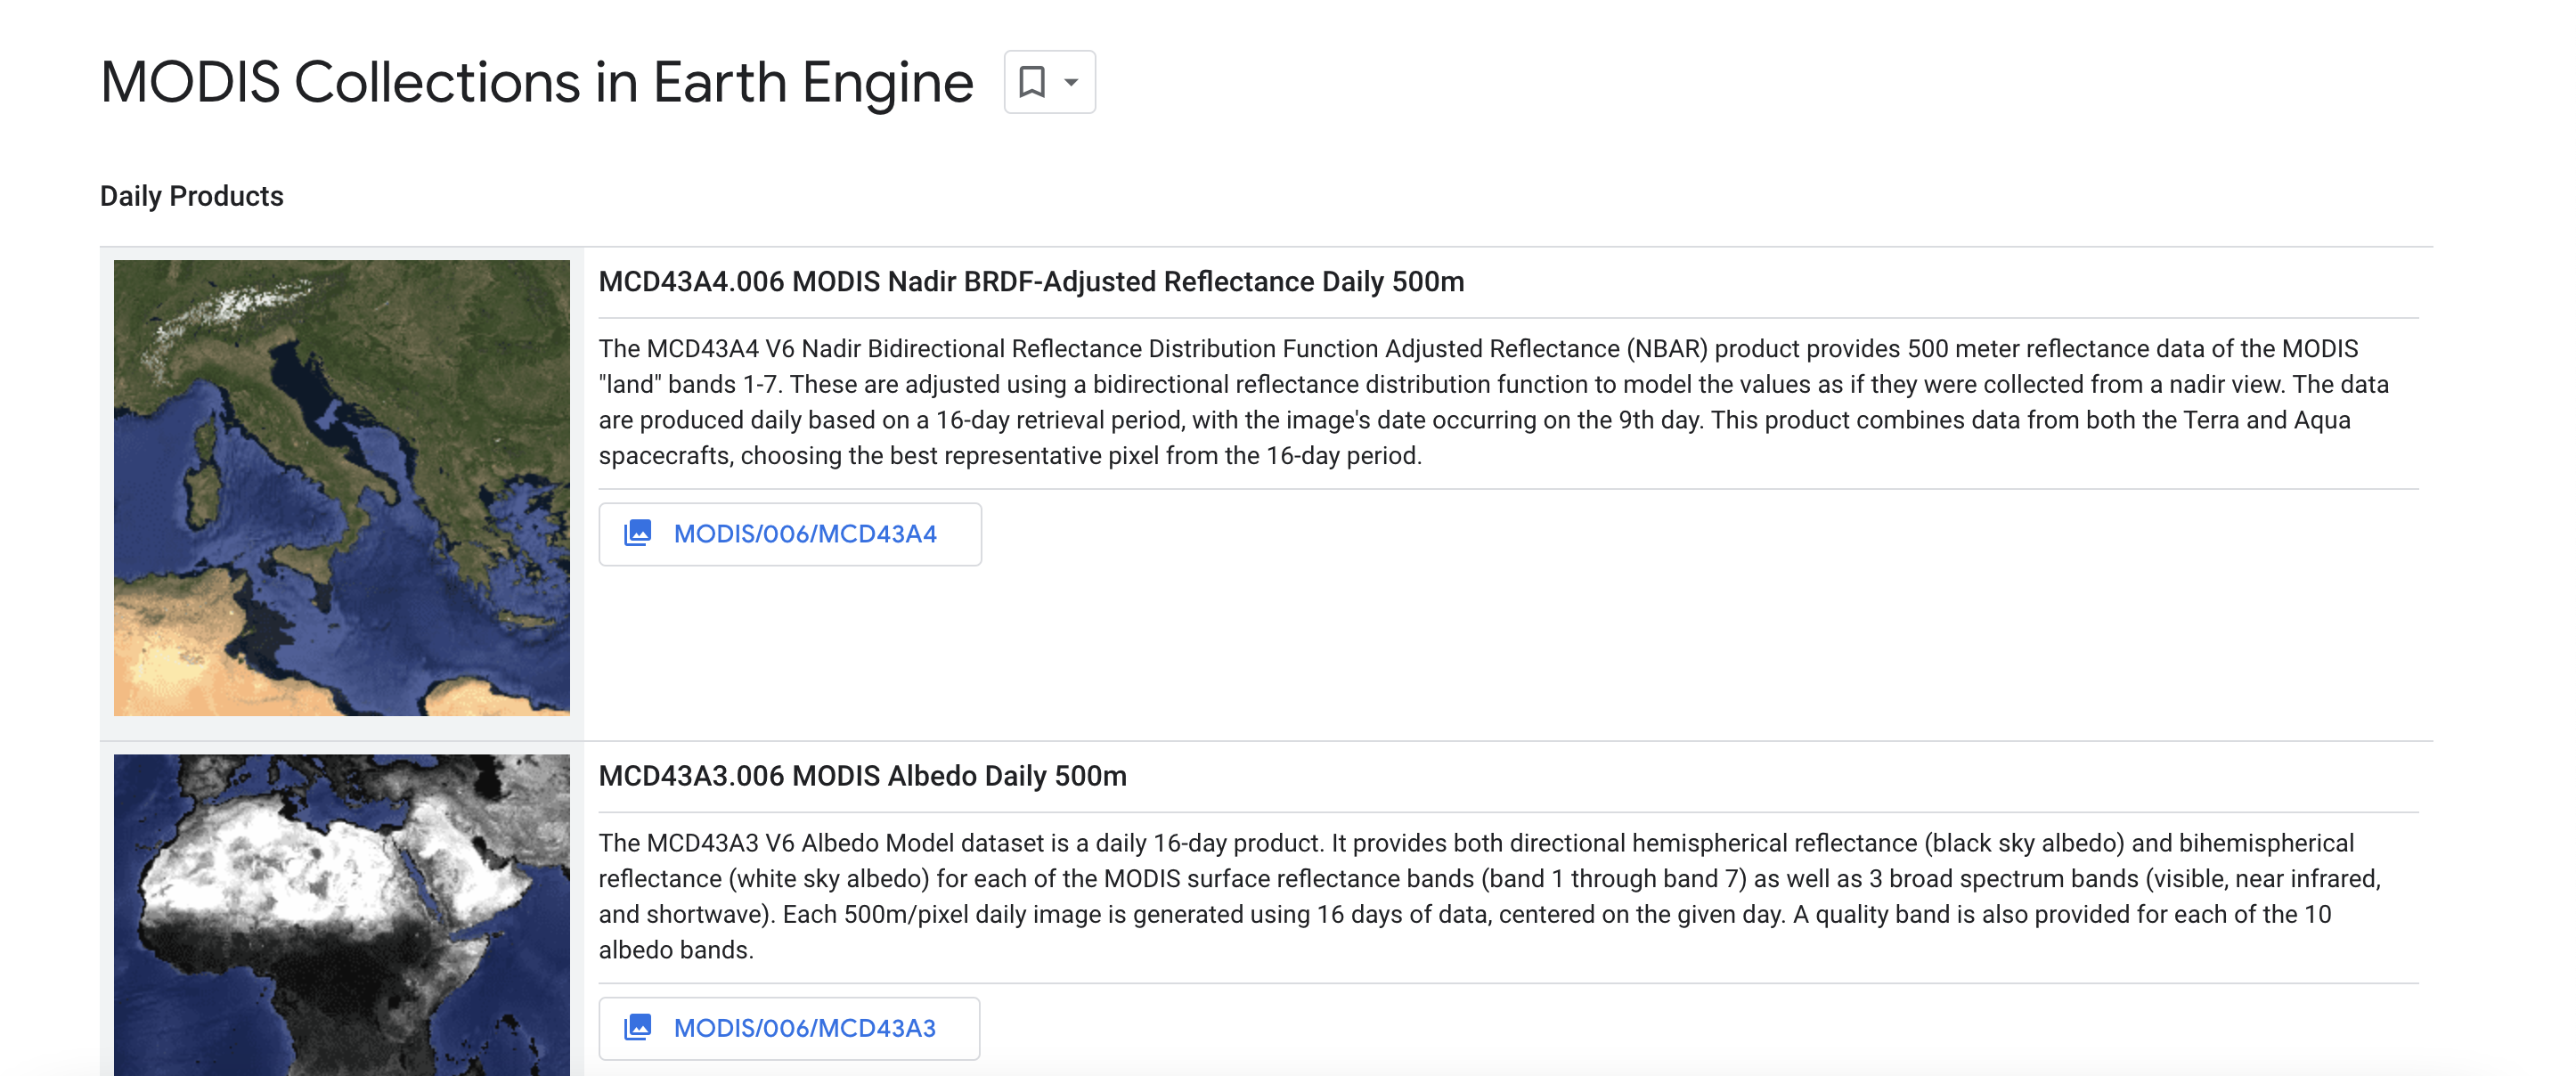 MODIS Collections in Earth Engine
Daily Products
MCD43A4.006 MODIS Nadir BRDF-Adjusted Reflectance Daily 500m
The MCD43A4 V6 Nadir Bidirectional Reflectance Distribution Function Adjusted Reflectance (NBAR) product provides 500 meter reflectance data of the MODIS
"land" bands 1-7. These are adjusted using a bidirectional reflectance distribution function to model the values as if they were collected from a nadir view. The data
are produced daily based on a 16-day retrieval period, with the image's date occurring on the 9th day. This product combines data from both the Terra and Aqua
spacecrafts, choosing the best representative pixel from the 16-day period.
MODIS/006/MCD43A4
MCD43A3.006 MODIS Albedo Daily 500m
The MCD43A3 V6 Albedo Model dataset is a daily 16-day product. It provides both directional hemispherical reflectance (black sky albedo) and bihemispherical
reflectance (white sky albedo) for each of the MODIS surface reflectance bands (band 1 through band 7) as well as 3 broad spectrum bands (visible, near infrared,
and shortwave). Each 500m/pixel daily image is generated using 16 days of data, centered on the given day. A quality band is also provided for each of the 10
albedo bands.
MODIS/006/MCD43A3